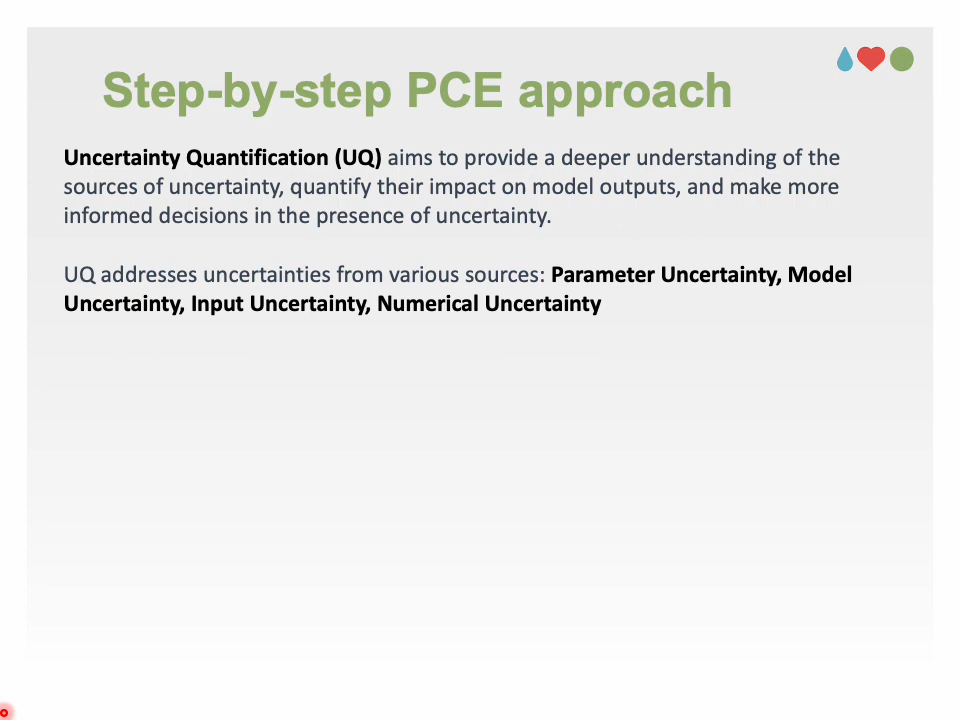 Step-by-step PCE approach
Uncertainty Quantification (UQ) aims to provide a deeper understanding of the
sources of uncertainty, quantify their impact on model outputs, and make more
informed decisions in the presence of uncertainty.
UQ addresses uncertainties from various sources: Parameter Uncertainty, Model
Uncertainty, Input Uncertainty, Numerical Uncertainty